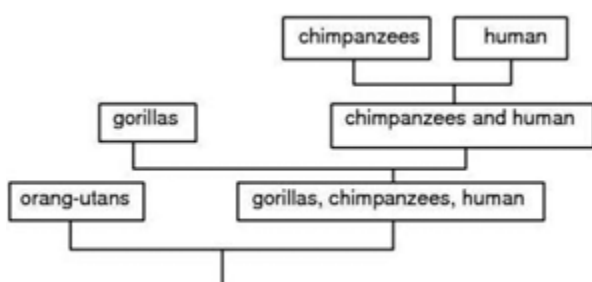 chimpanzees
human
gorillas
chimpanzees and human
orang-utans
gorillas, chimpanzees, human